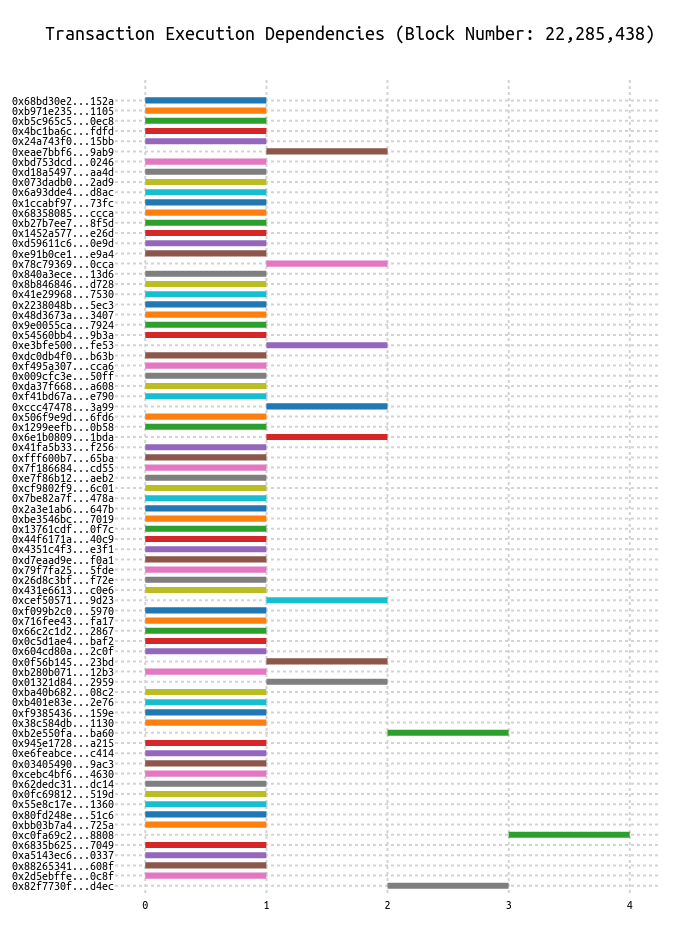 Transaction Execution Dependencies (Block Number: 22,285,438)
0x68bd30e2...152a
0xb971e235...1105
0xb5c965c5...0ec8
0x4bc1ba6c...fdfd
0x24a743f0...15bb
0xeae7bbf6...9ab9
0xbd753dcd...0246
0xd18a5497...aa4d
0x073dadb0...2ad9
0x6a93dde4...d8ac
0x1ccabf97...73fc
0x68358085...ccca
0xb27b7ee7...8f5d
0x1452a577...e26d
0xd59611c6...0e9d
0xe91b0ce1...e9a4
0x78c79369...0cca
0x840a3ece...13d6
0x8b846846...d728
0x41e29968...7530
0x2238048b...5ec3
0x48d3673a...3407
0x9e0055ca...7924
0x54560bb4...9b3a
0xe3bfe500...fe53
0xdc0db4f0...b63b
0xf495a307...cca6
0x009cfc3e...50ff
0xda37f668...a608
0xf41bd67a...e790
0xccc47478...3a99
0x506f9e9d...6fd6
0x1299eefb...0b58
0x6e1b0809...1bda
0x41fa5b33...f256
0xfff600b7...65ba
0x7f186684...cd55
0xe7f86b12...aeb2
0xcf9802f9...6c01
0x7be82a7f...478a
0x2a3e1ab6...647b
0xbe3546bc...7019
0x13761cdf...0f7c
0x44f6171a...40c9
0x4351c4f3...e3f1
0xd7eaad9e...f0a1
0x79f7fa25...5fde
0x26d8c3bf...f72e
0x431e6613...c0e6
0xcef50571...9d23
0xf099b2c0...5970
0x716fee43...fa17
0x66c2c1d2...2867
0x0c5d1ae4...baf2
0x604cd80a...2c0f
0x0f56b145...23bd
0xb280b071...12b3
0x01321d84...2959
0xba40b682...08c2
0xb401e83e...2e76
0xf9385436...159e
0x38c584db...1130
0xb2e550fa...ba60
0x945e1728...a215
0xe6feabce...c414
0x03405490...9ac3
0xcebc4bf6...4630
0x62dedc31...dc14
0x0fc69812...519d
0x55e8c17e...1360
0x80fd248e...51c6
0xbb03b7a4...725a
0xc0fa69c2...8808
0x6835b625...7049
0xa5143ec6...0337
0x88265341...608f
0x2d5ebffe...0c8f
0x82f7730f...d4ec
0 1 2 3 4